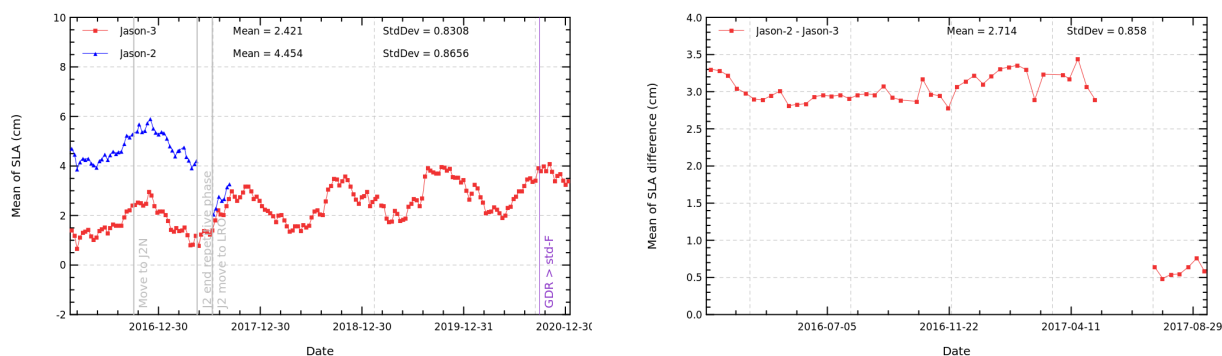 10
8
6
4
2
0
-2
Mean of SLA (cm)
Jason-3 Mean = 2.421 StdDev = 0.8308
Jason-2 Mean = 4.454 StdDev = 0.8656
Move to J2N
J2 end repetitive phase
J2 move to LRO
GDR > std-F
2016-12-30 2017-12-30 2018-12-30 2019-12-31 2020-12-30
Date
4.0
3.5
3.0
2.5
2.0
1.5
1.0
0.5
0.0
Mean of SLA difference (cm)
Jason-2 - Jason-3 Mean = 2.714 StdDev = 0.858
2016-07-05 2016-11-22 2017-04-11 2017-08-29
Date